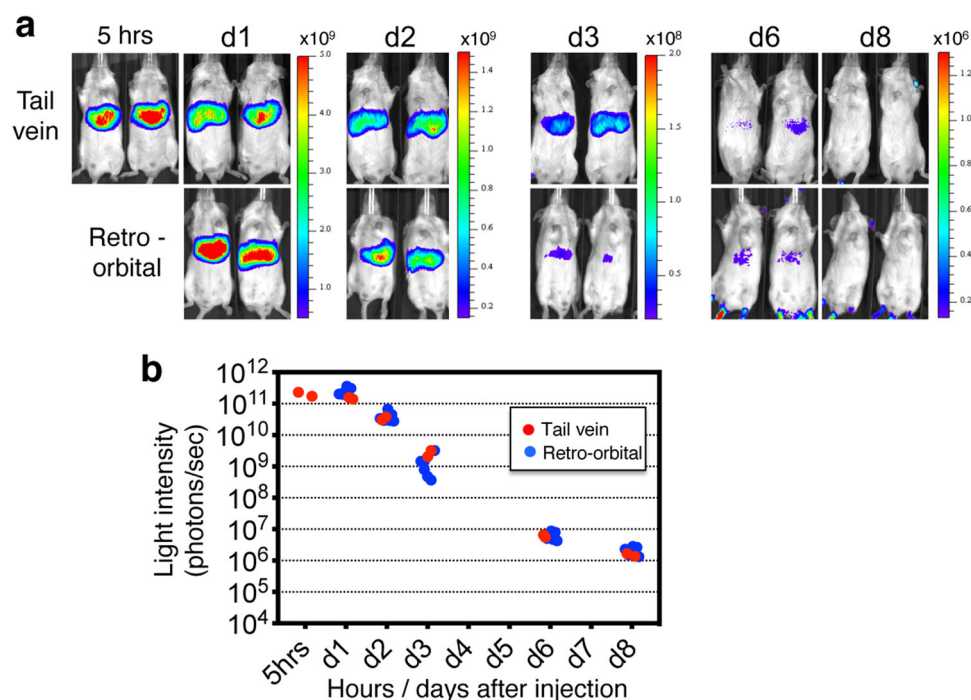 a
5 hrs d1 d2 d3 d6 d8
x10⁹ x10⁹ x10⁸ x10⁶
Tail
vein
Retro -
orbital
5.0
4.0
3.0
2.0
1.0
1.4
1.2
1.0
0.8
0.6
0.4
0.2
2.0
1.5
1.0
0.5
1.2
1.0
0.8
0.6
0.4
0.2
b
Light intensity
(photons/sec)
10¹²
10¹¹
10¹⁰
10⁹
10⁸
10⁷
10⁶
10⁵
10⁴
Tail vein
Retro-orbital
5hrs d1 d2 d3 d4 d5 d6 d7 d8
Hours / days after injection